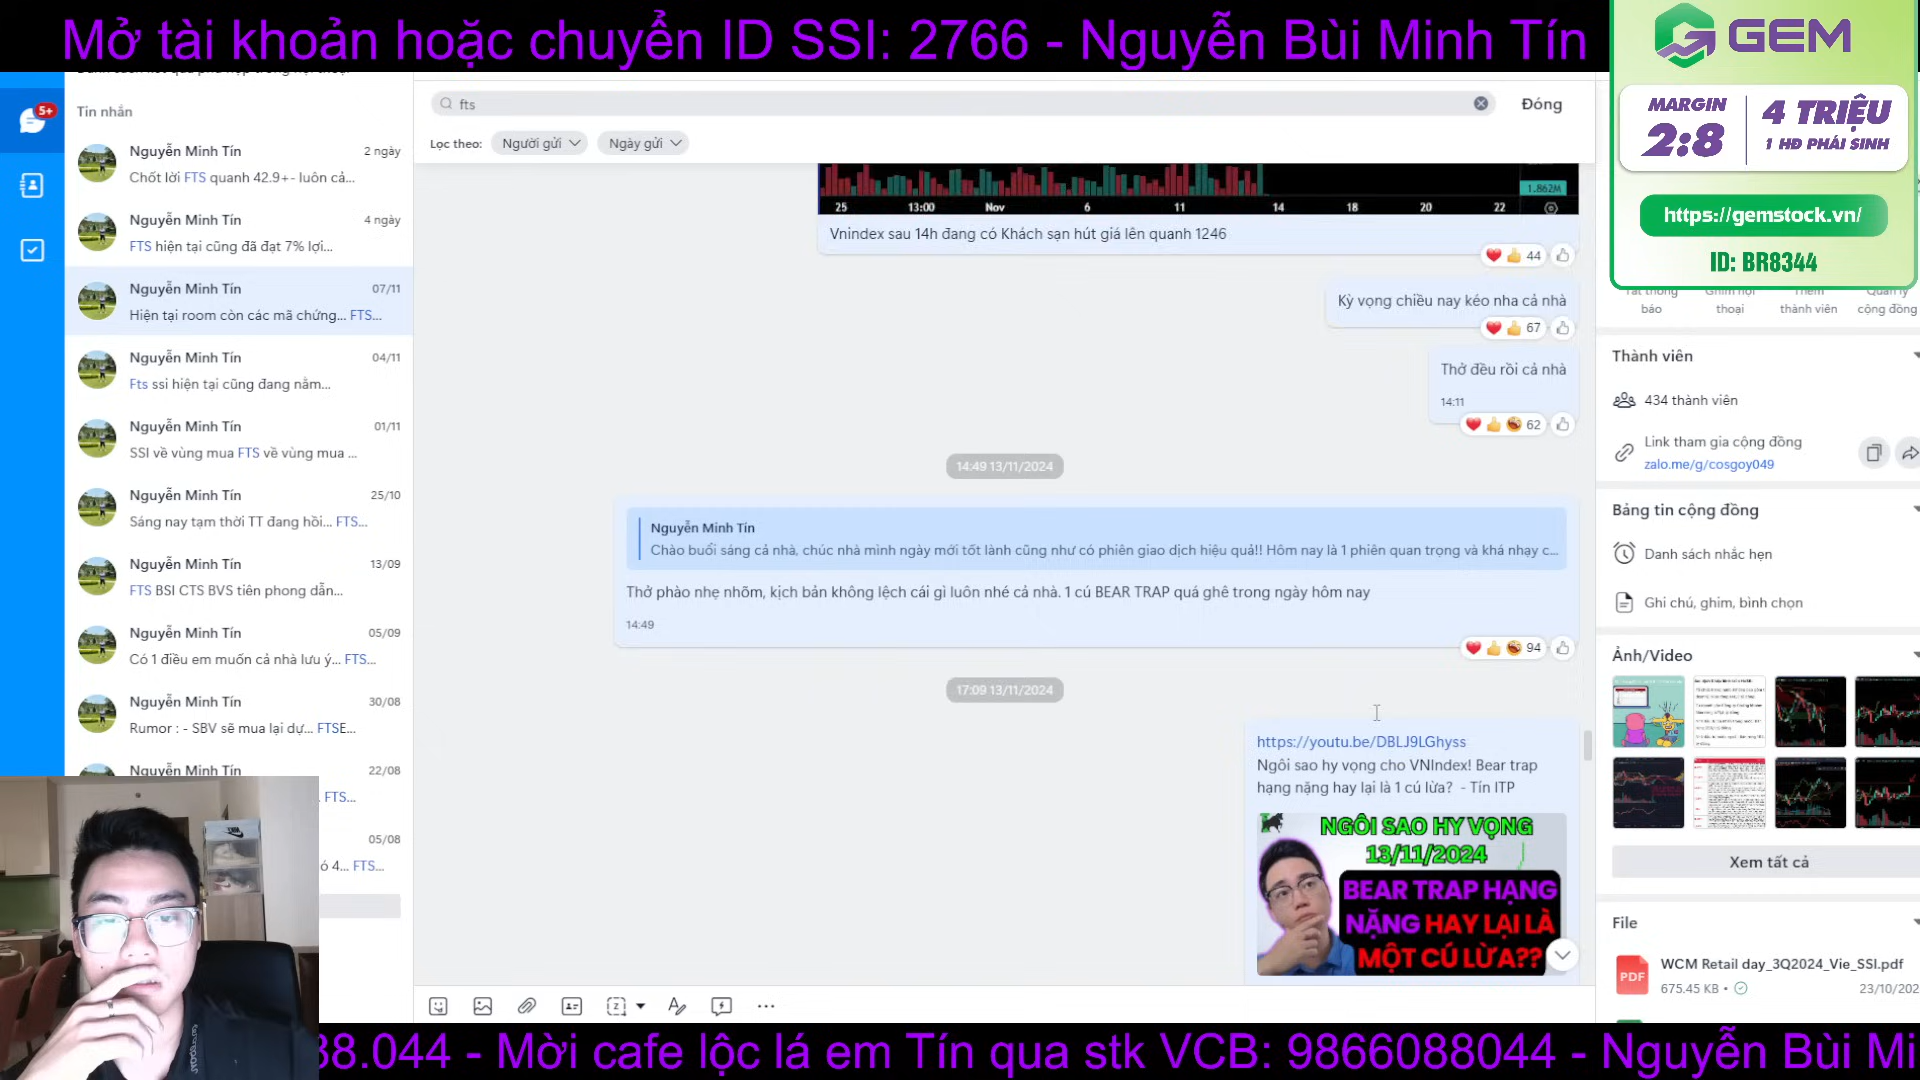 Mở tài khoản hoặc chuyển ID SSI: 2766 - Nguyễn Bùi Minh Tín
GEM
MARGIN
2:8
4 TRIỆU
1 HĐ PHÁI SINH
https://gemstock.vn/
ID: BR8344
5+
Tin nhắn
Nguyễn Minh Tín
2 ngày
Chốt lời FTS quanh 42.9+- luôn cả...
Nguyễn Minh Tín
4 ngày
FTS hiện tại cũng đã đạt 7% lợi...
Nguyễn Minh Tín
07/11
Hiện tại room còn các mã chứng... FTS...
Nguyễn Minh Tín
04/11
Fts ssi hiện tại cũng đang nằm...
Nguyễn Minh Tín
01/11
SSI về vùng mua FTS về vùng mua ...
Nguyễn Minh Tín
25/10
Sáng nay tạm thời TT đang hồi... FTS...
Nguyễn Minh Tín
13/09
FTS BSI CTS BVS tiên phong dẫn...
Nguyễn Minh Tín
05/09
Có 1 điều em muốn cả nhà lưu ý... FTS...
Nguyễn Minh Tín
30/08
Rumor : - SBV sẽ mua lại dự... FTSE...
Nguyễn Minh Tín
22/08
. FTS...
05/08
ó 4... FTS...
fts
Đóng
Lọc theo:
Người gửi
Ngày gửi
1.862M
25 13:00 Nov 6 11 14 18 20 22
Vnindex sau 14h đang có Khách sạn hút giá lên quanh 1246
44
Kỳ vọng chiều nay kéo nha cả nhà
67
Thở đều rồi cả nhà
14:11
62
14:49 13/11/2024
Nguyễn Minh Tín
Chào buổi sáng cả nhà, chúc nhà mình ngày mới tốt lành cũng như có phiên giao dịch hiệu quả!! Hôm nay là 1 phiên quan trọng và khá nhạy c...
Thở phào nhẹ nhõm, kịch bản không lệch cái gì luôn nhé cả nhà. 1 cú BEAR TRAP quá ghê trong ngày hôm nay
14:49
94
17:09 13/11/2024
https://youtu.be/DBLJ9LGhyss
Ngôi sao hy vọng cho VNIndex! Bear trap
hạng nặng hay lại là 1 cú lừa? - Tín ITP
NGÔI SAO HY VỌNG
13/11/2024
BEAR TRAP HẠNG
NẶNG HAY LẠI LÀ
MỘT CÚ LỪA??
báo
thoại
thành viên
cộng đồng
Thành viên
434 thành viên
Link tham gia cộng đồng
zalo.me/g/cosgoy049
Bảng tin cộng đồng
Danh sách nhắc hẹn
Ghi chú, ghim, bình chọn
Ảnh/Video
Xem tất cả
File
PDF
WCM Retail day_3Q2024_Vie_SSI.pdf
675.45 KB
23/10/202
38.044 - Mời cafe lộc lá em Tín qua stk VCB: 9866088044 - Nguyễn Bùi Mi